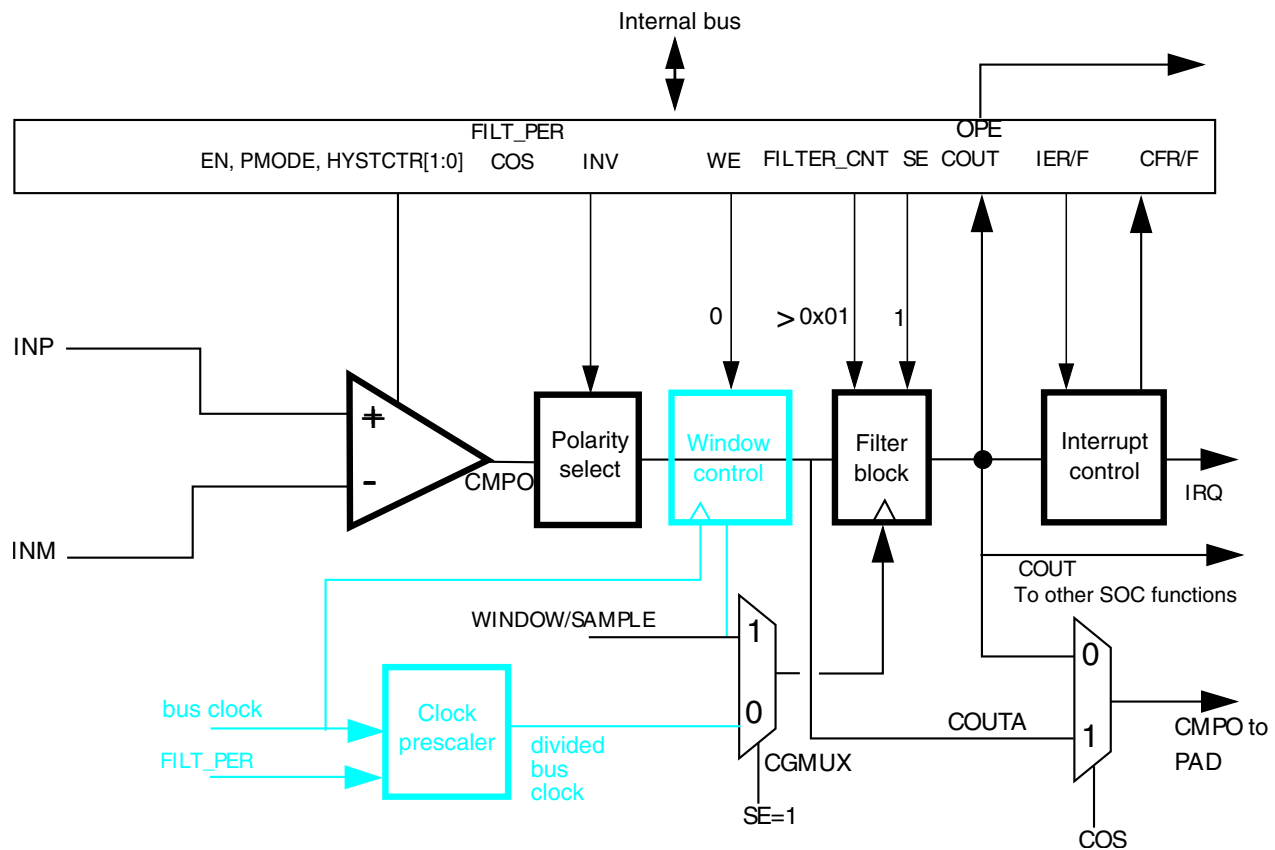 Internal bus
FILT_PER
OPE
EN, PMODE, HYSTCTR[1:0]
COS
INV
WE
FILTER_CNT
SE
COUT
IER/F
CFR/F
0
> 0x01
1
INP
+
-
INM
CMPO
Polarity
select
Window
control
Filter
block
Interrupt
control
IRQ
COUT
To other SOC functions
WINDOW/SAMPLE
1
0
0
1
bus clock
FILT_PER
Clock
prescaler
divided
bus
clock
CGMUX
SE=1
COUTA
CMPO to
PAD
COS